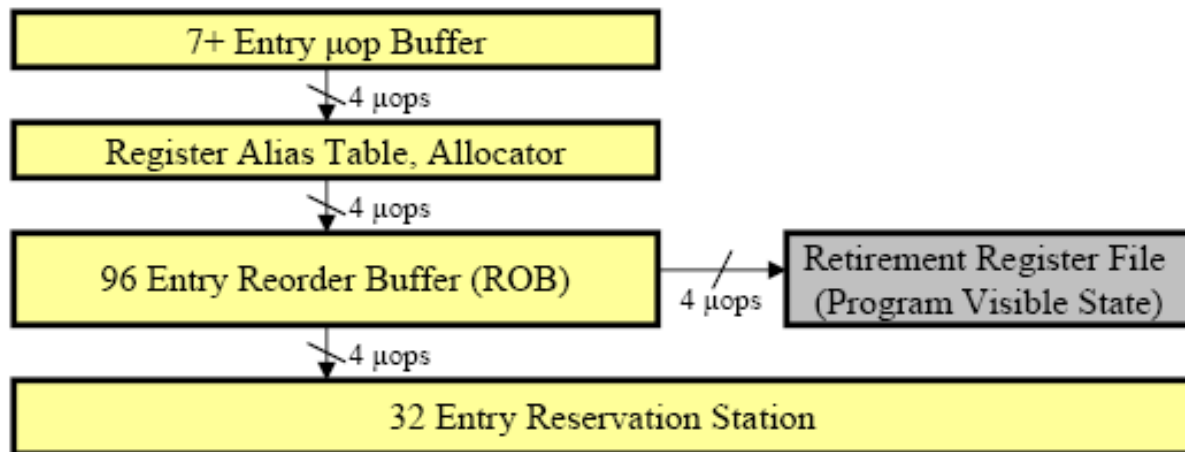 7+ Entry μop Buffer
4 μops
Register Alias Table, Allocator
4 μops
96 Entry Reorder Buffer (ROB)
4 μops
Retirement Register File
(Program Visible State)
4 μops
32 Entry Reservation Station